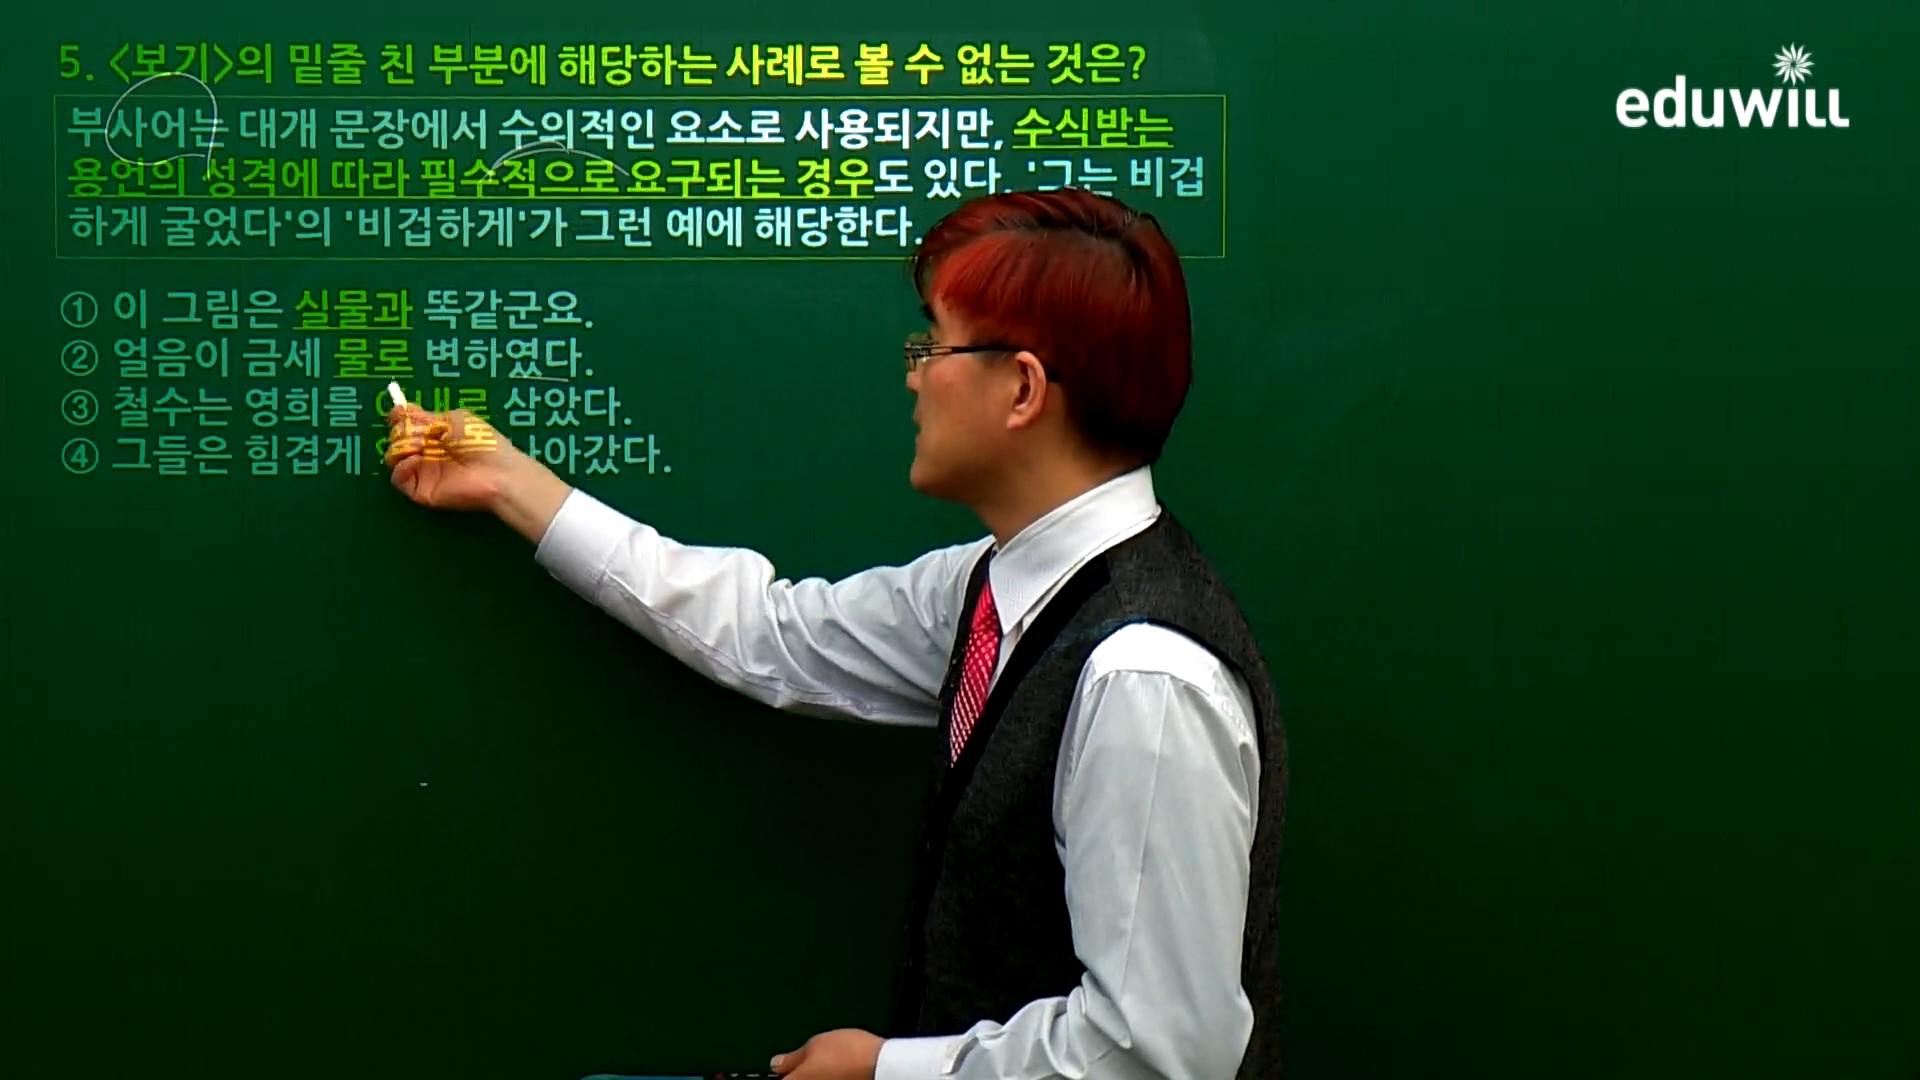 5. <보기>의 밑줄 친 부분에 해당하는 사례로 볼 수 없는 것은?
eduwill
부사어는 대개 문장에서 수의적인 요소로 사용되지만, 수식받는
용언의 성격에 따라 필수적으로 요구되는 경우도 있다. '그는 비겁
하게 굴었다'의 '비겁하게'가 그런 예에 해당한다.
① 이 그림은 실물과 똑같군요.
② 얼음이 금세 물로 변하였다.
③ 철수는 영희를 아내로 삼았다.
④ 그들은 힘겹게